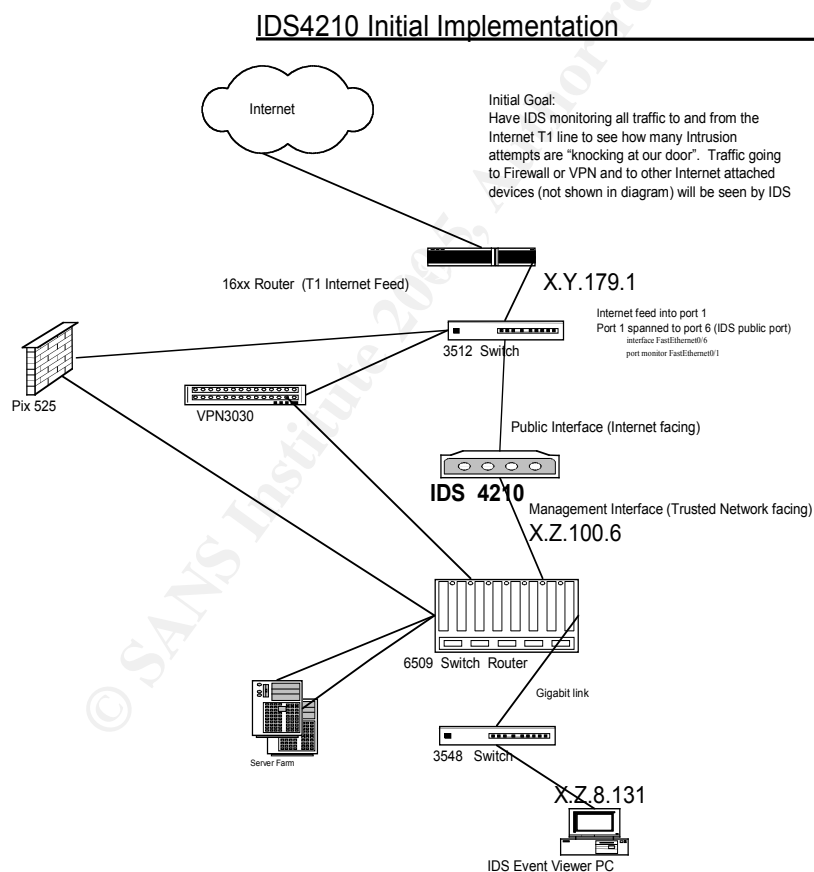 IDS4210 Initial Implementation
Internet
Initial Goal:
Have IDS monitoring all traffic to and from the
Internet T1 line to see how many Intrusion
attempts are “knocking at our door”.  Traffic going
to Firewall or VPN and to other Internet attached
devices (not shown in diagram) will be seen by IDS
16xx Router (T1 Internet Feed)
X.Y.179.1
Internet feed into port 1
Port 1 spanned to port 6 (IDS public port)
interface FastEthernet0/6
port monitor FastEthernet0/1
3512 Switch
Pix 525
VPN3030
Public Interface (Internet facing)
IDS 4210
Management Interface (Trusted Network facing)
X.Z.100.6
6509 Switch Router
Gigabit link
Server Farm
3548 Switch
X.Z.8.131
IDS Event Viewer PC
© SANS Institute 2005, Author re